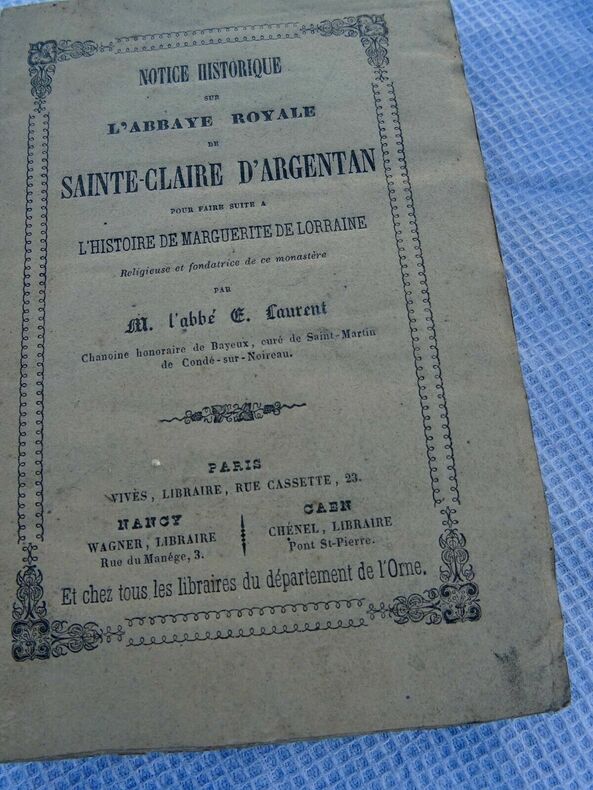 NOTICE HISTORIQUE
SUR
L'ABBAYE ROYALE
DE
SAINTE-CLAIRE D'ARGENTAN
POUR FAIRE SUITE A
L'HISTOIRE DE MARGUERITE DE LORRAINE
Religieuse et fondatrice de ce monastère
PAR
M. l'abbé E. Laurent
Chanoine honoraire de Bayeux, curé de Saint-Martin
de Condé-sur-Noireau.
PARIS
VIVÈS, LIBRAIRE, RUE CASSETTE, 23.
NANCY
WAGNER, LIBRAIRE
Rue du Manége, 3.
CAEN
CHÉNEL, LIBRAIRE
Pont St-Pierre.
Et chez tous les libraires du département de l'Orne.